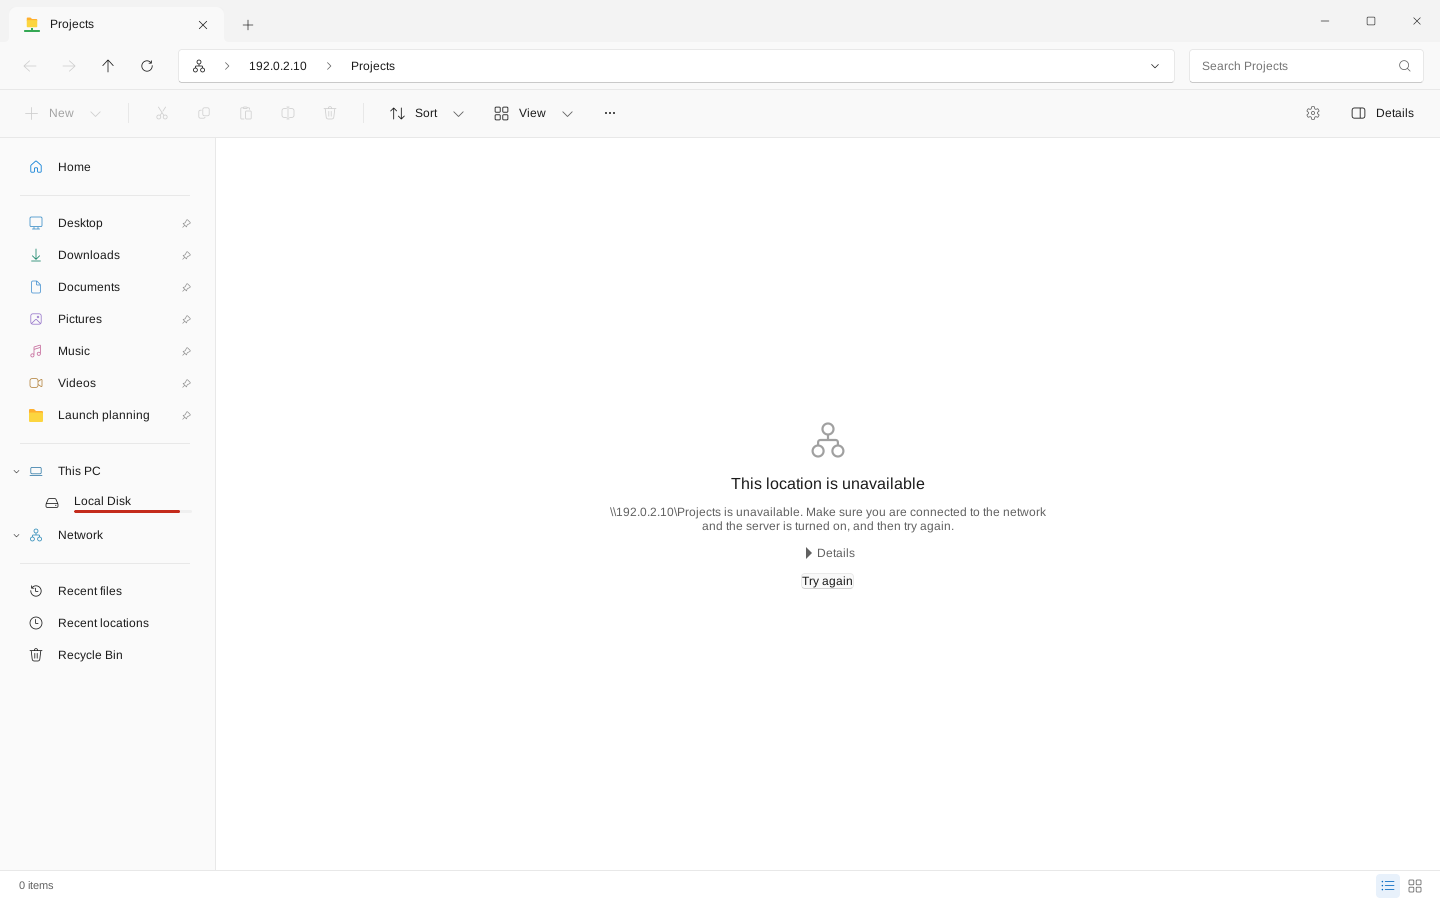 Projects
192.0.2.10
Projects
Search Projects
New
Sort
View
Details
Home
Desktop
Downloads
Documents
Pictures
Music
Videos
Launch planning
This PC
Local Disk
Network
Recent files
Recent locations
Recycle Bin
This location is unavailable
\\192.0.2.10\Projects is unavailable. Make sure you are connected to the network
and the server is turned on, and then try again.
Details
Try again
0 items